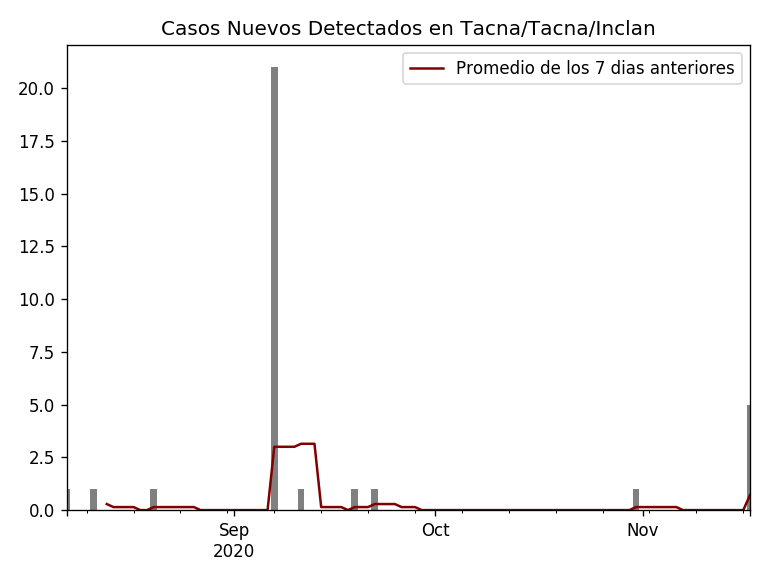 Casos Nuevos Detectados en Tacna/Tacna/Inclan
Promedio de los 7 dias anteriores
20.0
17.5
15.0
12.5
10.0
7.5
5.0
2.5
0.0
Sep
2020
Oct
Nov